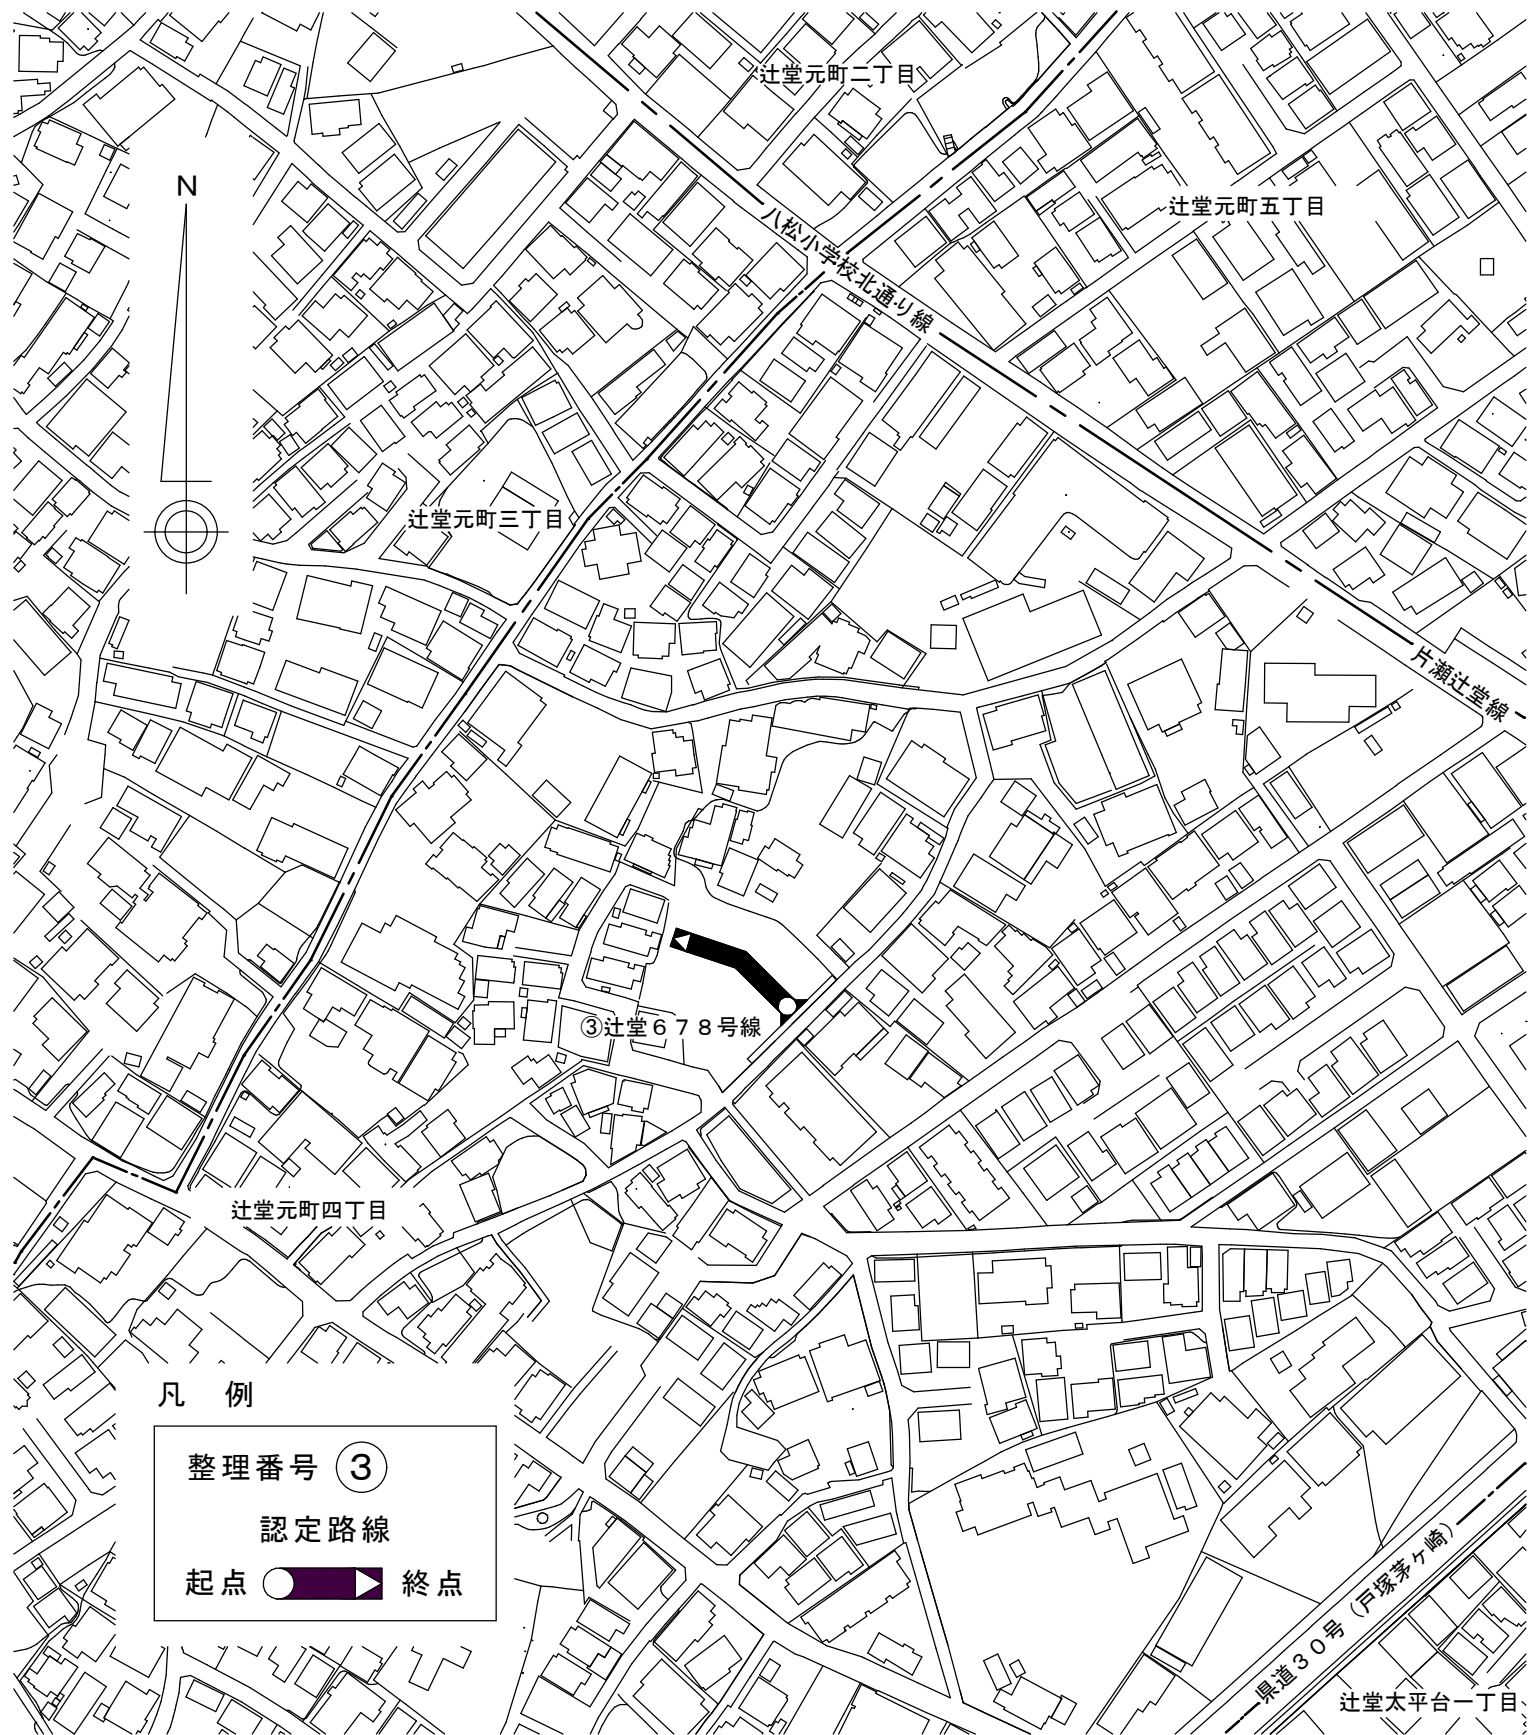 辻堂元町二丁目
N
辻堂元町五丁目
八松小学校北通り線
辻堂元町三丁目
片瀬辻堂線
③辻堂６７８号線
辻堂元町四丁目
凡 例
整理番号 ③
認定路線
起点 終点
県道３０号（戸塚茅ヶ崎）
辻堂太平台一丁目